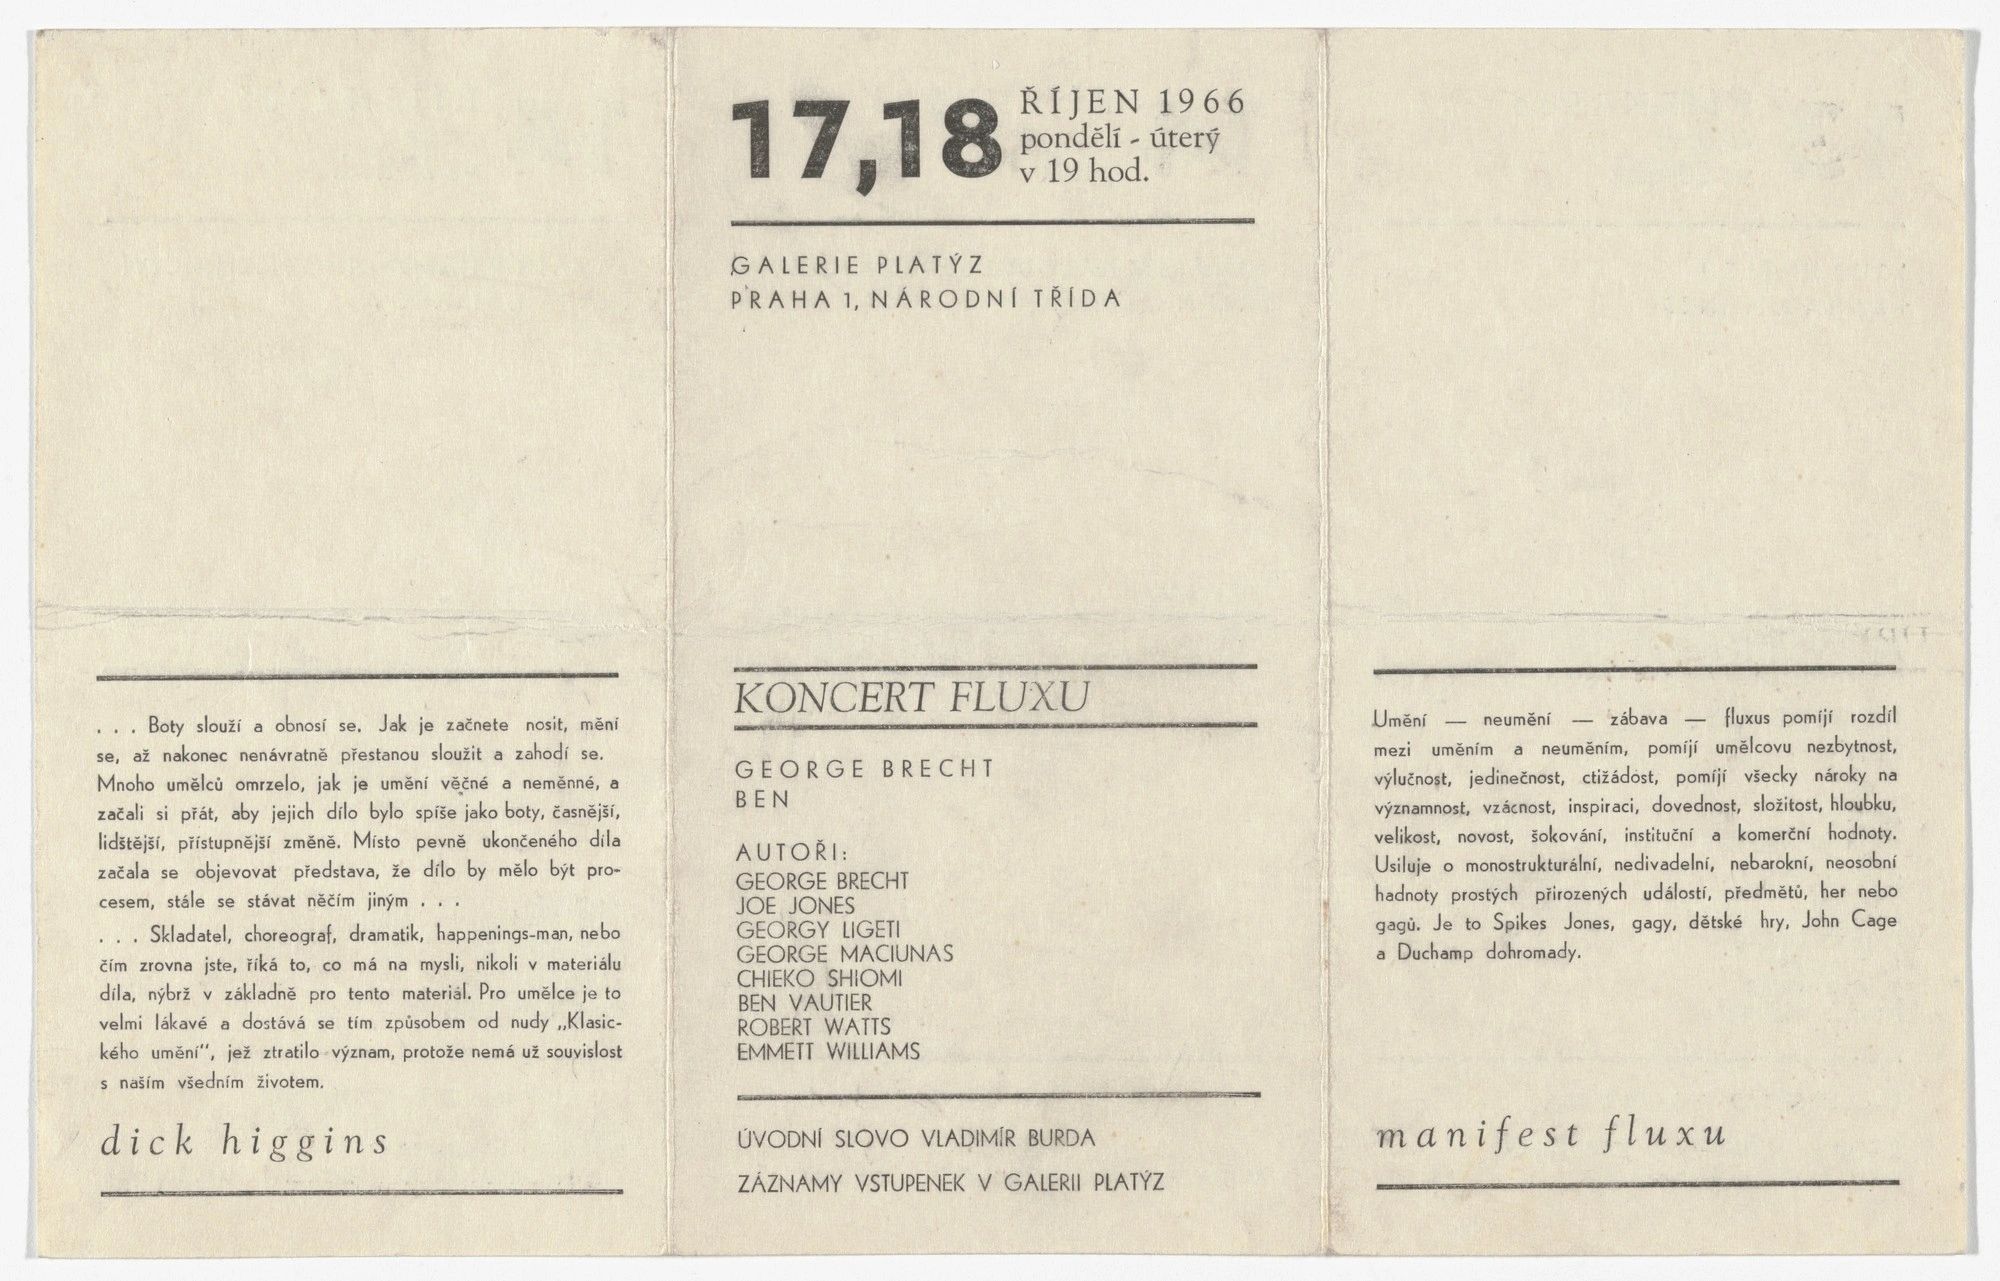 17,18
ŘÍJEN 1966
pondělí - úterý
v 19 hod.
GALERIE PLATÝZ
PRAHA 1, NÁRODNÍ TŘÍDA
. . . Boty slouží a obnosí se. Jak je začnete nosit, mění
se, až nakonec nenávratně přestanou sloužit a zahodí se.
Mnoho umělců omrzelo, jak je umění věčné a neměnné, a
začali si přát, aby jejich dílo bylo spíše jako boty, časnější,
lidštější, přístupnější změně. Místo pevně ukončeného díla
začala se objevovat představa, že dílo by mělo být pro-
cesem, stále se stávat něčím jiným . . .
. . . Skladatel, choreograf, dramatik, happenings-man, nebo
čím zrovna jste, říká to, co má na mysli, nikoli v materiálu
díla, nýbrž v základně pro tento materiál. Pro umělce je to
velmi lákavé a dostává se tím způsobem od nudy „Klasic-
kého umění“, jež ztratilo význam, protože nemá už souvislost
s naším všedním životem.
dick higgins
KONCERT FLUXU
GEORGE BRECHT
BEN
AUTOŘI:
GEORGE BRECHT
JOE JONES
GEORGY LIGETI
GEORGE MACIUNAS
CHIEKO SHIOMI
BEN VAUTIER
ROBERT WATTS
EMMETT WILLIAMS
ÚVODNÍ SLOVO VLADIMÍR BURDA
ZÁZNAMY VSTUPENEK V GALERII PLATÝZ
Umění — neumění — zábava — fluxus pomíjí rozdíl
mezi uměním a neuměním, pomíjí umělcovu nezbytnost,
výlučnost, jedinečnost, ctižádost, pomíjí všecky nároky na
významnost, vzácnost, inspiraci, dovednost, složitost, hloubku,
velikost, novost, šokování, instituční a komerční hodnoty.
Usiluje o monostrukturální, nedivadelní, nebarokní, neosobní
hadnoty prostých přirozených událostí, předmětů, her nebo
gagů. Je to Spikes Jones, gagy, dětské hry, John Cage
a Duchamp dohromady.
manifest fluxu